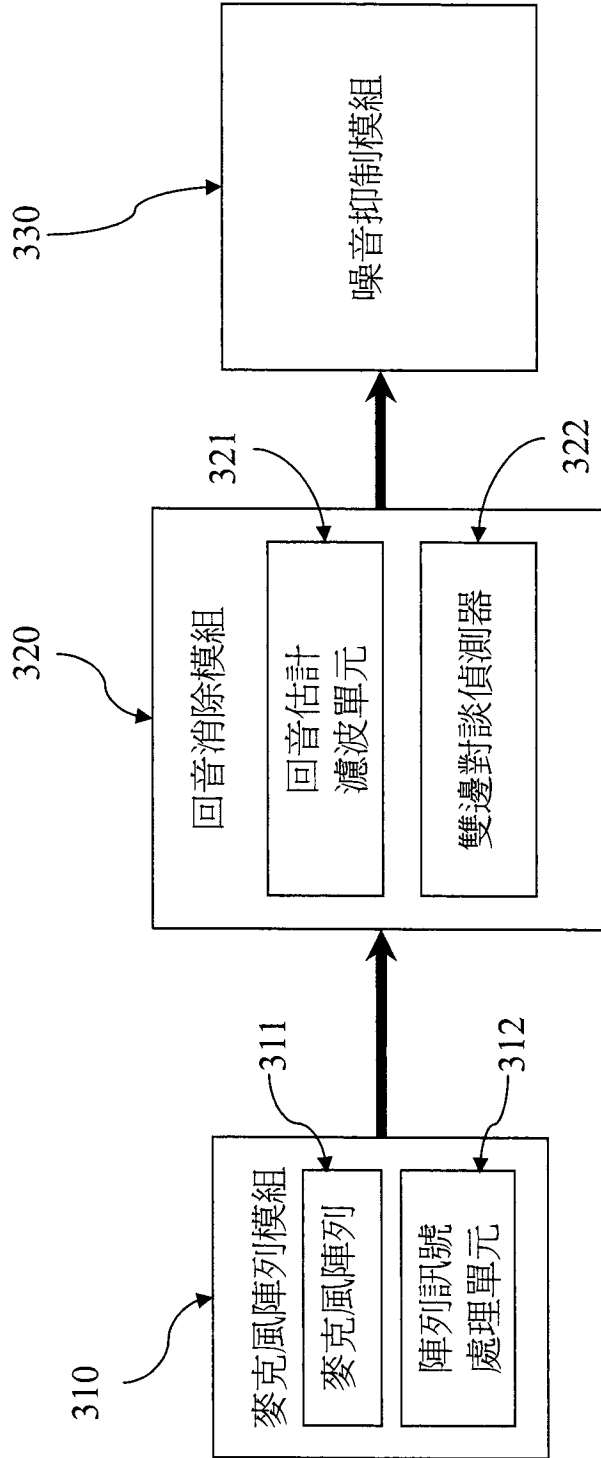 310
麥克風陣列模組
麥克風陣列
311
陣列訊號
處理單元
312
320
回音消除模組
回音估計
濾波單元
321
雙邊對談偵測器
322
330
噪音抑制模組